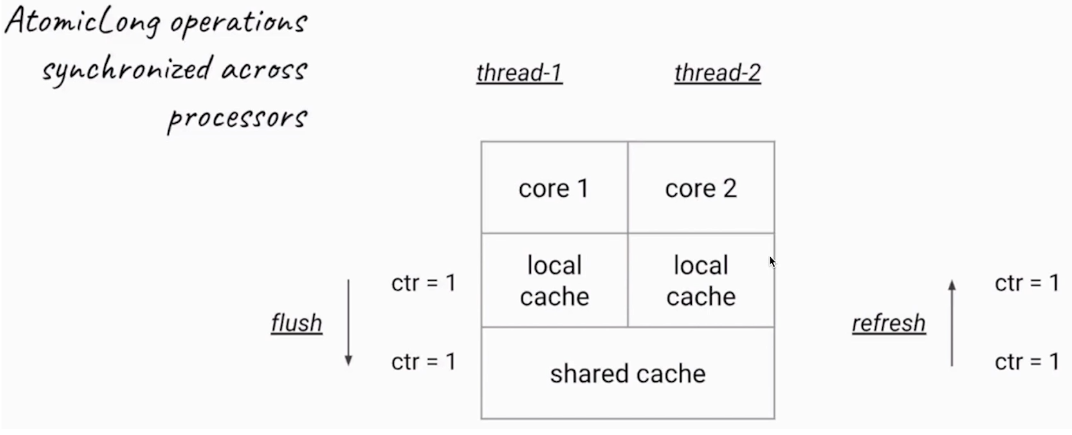 AtomicLong operations
synchronized across
processors
thread-1
thread-2
core 1
core 2
local
cache
local
cache
shared cache
ctr = 1
flush
ctr = 1
ctr = 1
refresh
ctr = 1